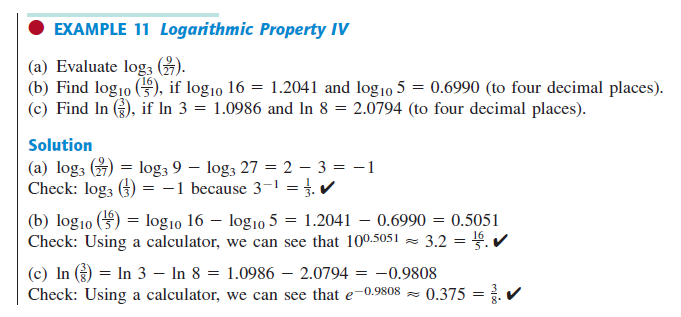 ● EXAMPLE 11 Logarithmic Property IV
(a) Evaluate log₃ (9/27).
(b) Find log₁₀ (16/5), if log₁₀ 16 = 1.2041 and log₁₀ 5 = 0.6990 (to four decimal places).
(c) Find ln (3/8), if ln 3 = 1.0986 and ln 8 = 2.0794 (to four decimal places).
Solution
(a) log₃ (9/27) = log₃ 9 − log₃ 27 = 2 − 3 = −1
Check: log₃ (1/3) = −1 because 3⁻¹ = 1/3. ✔
(b) log₁₀ (16/5) = log₁₀ 16 − log₁₀ 5 = 1.2041 − 0.6990 = 0.5051
Check: Using a calculator, we can see that 10^0.5051 ≈ 3.2 = 16/5. ✔
(c) ln (3/8) = ln 3 − ln 8 = 1.0986 − 2.0794 = −0.9808
Check: Using a calculator, we can see that e^−0.9808 ≈ 0.375 = 3/8. ✔